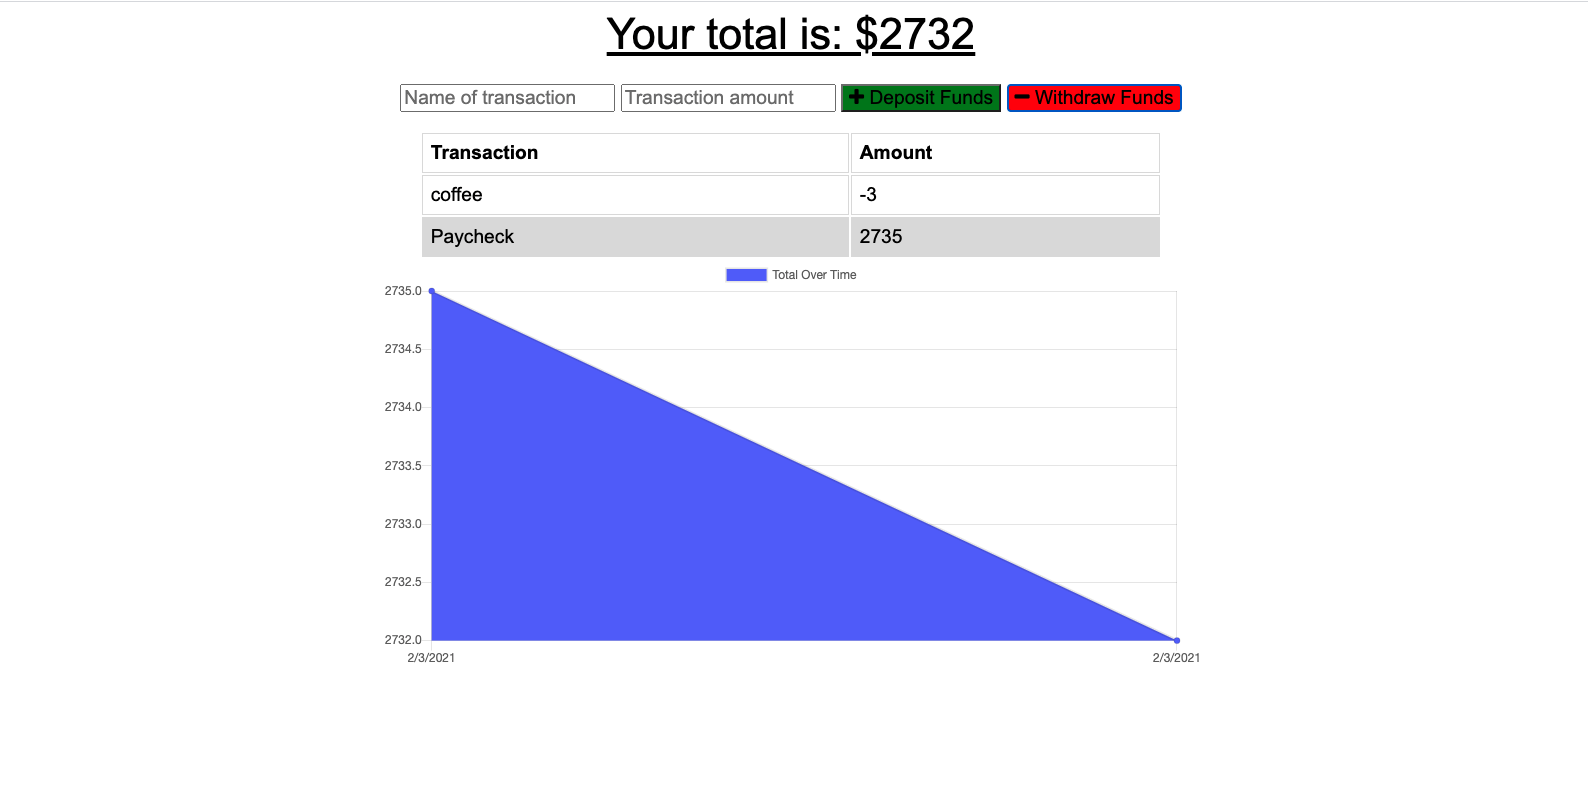 Your total is: $2732
Name of transaction Transaction amount Deposit Funds Withdraw Funds
Transaction Amount
coffee -3
Paycheck 2735
Total Over Time
2735.0
2734.5
2734.0
2733.5
2733.0
2732.5
2732.0
2/3/2021 2/3/2021